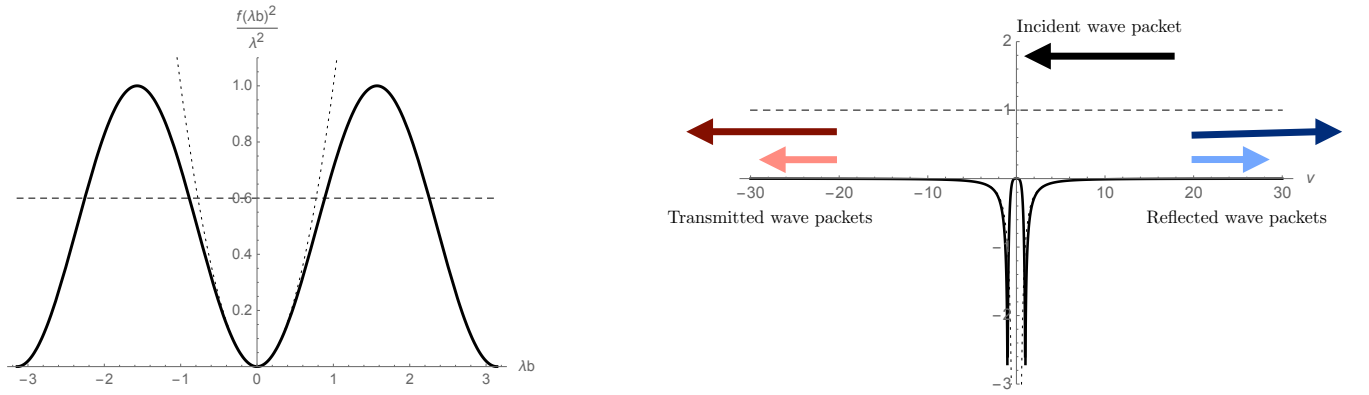 f(λb)²
λ²
1.0
0.8
0.6
0.4
0.2
−3 −2 −1 0 1 2 3
λb
Incident wave packet
2
1
−30 −20 −10 10 20 30
v
Transmitted wave packets
Reflected wave packets
−1
−2
−3